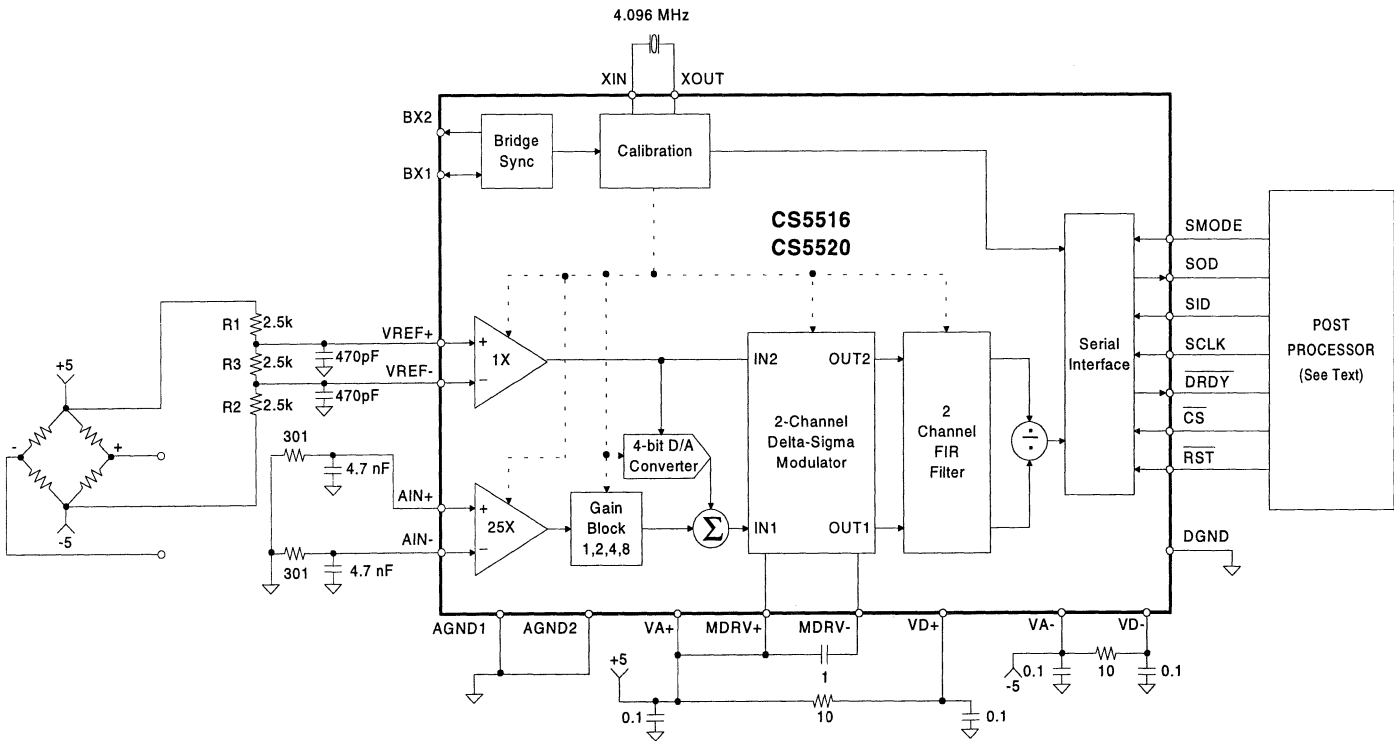 4.096 MHz
XIN
XOUT
BX2
BX1
Bridge
Sync
Calibration
CS5516
CS5520
SMODE
SOD
SID
SCLK
DRDY
CS
RST
DGND
POST
PROCESSOR
(See Text)
Serial
Interface
R1
2.5k
R3
2.5k
R2
2.5k
VREF+
VREF-
470pF
470pF
+
1X
−
IN2
OUT2
2-Channel
Delta-Sigma
Modulator
IN1
OUT1
2
Channel
FIR
Filter
÷
4-bit D/A
Converter
+5
-
+
-5
301
4.7 nF
301
4.7 nF
AIN+
AIN-
+
25X
−
Gain
Block
1,2,4,8
Σ
AGND1
AGND2
VA+
MDRV+
MDRV-
VD+
VA-
VD-
+5
0.1
1
10
0.1
-5
0.1
10
0.1